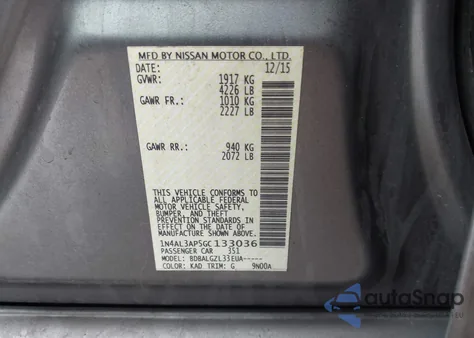 MFD BY NISSAN MOTOR CO., LTD.
DATE: 12/15
GVWR: 1917 KG
4226 LB
GAWR FR.: 1010 KG
2227 LB
GAWR RR.: 940 KG
2072 LB
THIS VEHICLE CONFORMS TO
ALL APPLICABLE FEDERAL
MOTOR VEHICLE SAFETY,
BUMPER, AND THEFT
PREVENTION STANDARDS IN
EFFECT ON THE DATE OF
MANUFACTURE SHOWN ABOVE.
1N4AL3AP5GC133036
PASSENGER CAR 351
MODEL: BDBALGZL33EUA-----
COLOR: KAD TRIM: G 9N00A
autoSnap